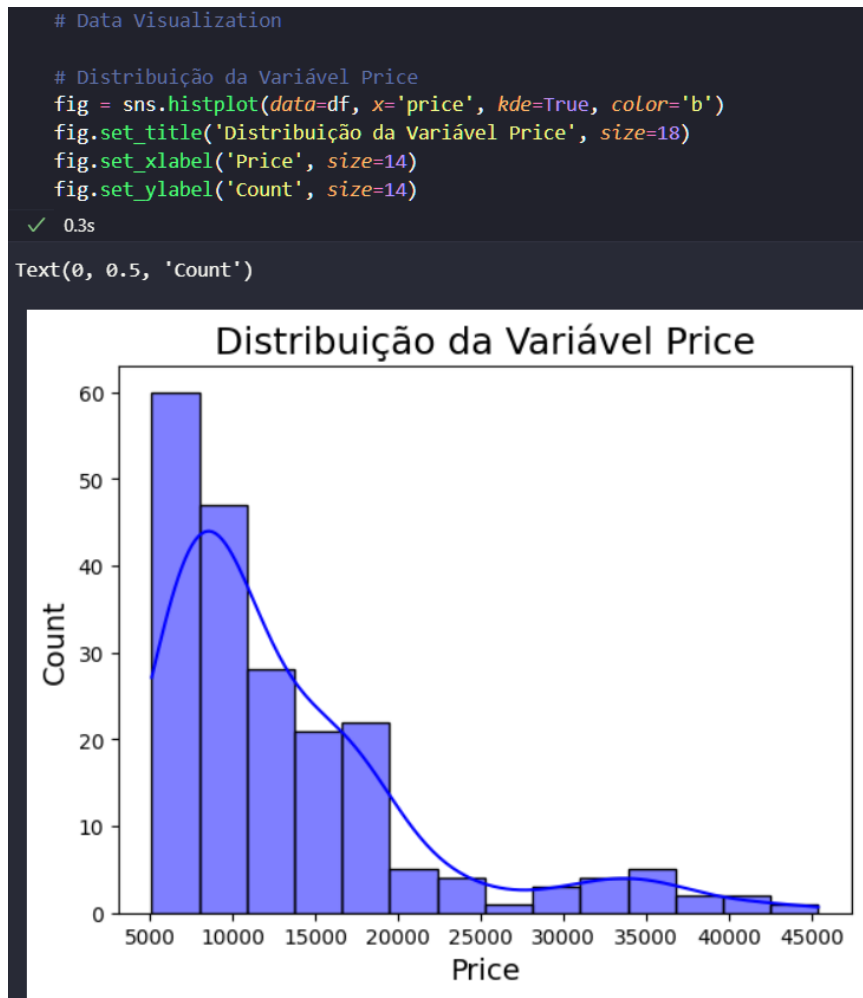 # Data Visualization
# Distribuição da Variável Price
fig = sns.histplot(data=df, x='price', kde=True, color='b')
fig.set_title('Distribuição da Variável Price', size=18)
fig.set_xlabel('Price', size=14)
fig.set_ylabel('Count', size=14)
✓ 0.3s
Text(0, 0.5, 'Count')
Distribuição da Variável Price
60
50
40
30
20
10
0
Count
5000 10000 15000 20000 25000 30000 35000 40000 45000
Price